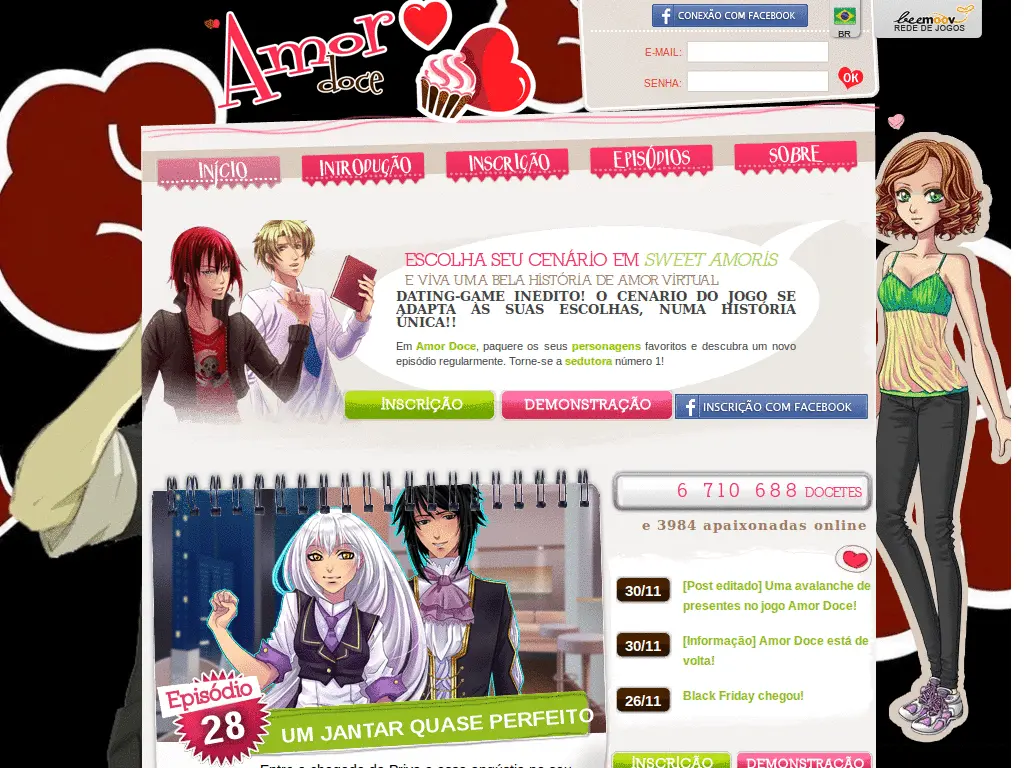 Amor
doce
CONEXÃO COM FACEBOOK
BR
beemoov
REDE DE JOGOS
E-MAIL:
SENHA:
OK
INÍCIO
INTRODUÇÃO
INSCRIÇÃO
EPISÓDIOS
SOBRE
ESCOLHA SEU CENÁRIO EM SWEET AMORIS
E VIVA UMA BELA HISTÓRIA DE AMOR VIRTUAL
DATING-GAME INEDITO! O CENARIO DO JOGO SE
ADAPTA ÀS SUAS ESCOLHAS, NUMA HISTÓRIA
ÚNICA!!
Em Amor Doce, paquere os seus personagens favoritos e descubra um novo
episódio regularmente. Torne-se a sedutora número 1!
INSCRIÇÃO
DEMONSTRAÇÃO
INSCRIÇÃO COM FACEBOOK
6 710 688 DOCETES
e 3984 apaixonadas online
30/11
[Post editado] Uma avalanche de
presentes no jogo Amor Doce!
30/11
[Informação] Amor Doce está de
volta!
26/11
Black Friday chegou!
Episódio
28
UM JANTAR QUASE PERFEITO
INSCRIÇÃO
DEMONSTRAÇÃO